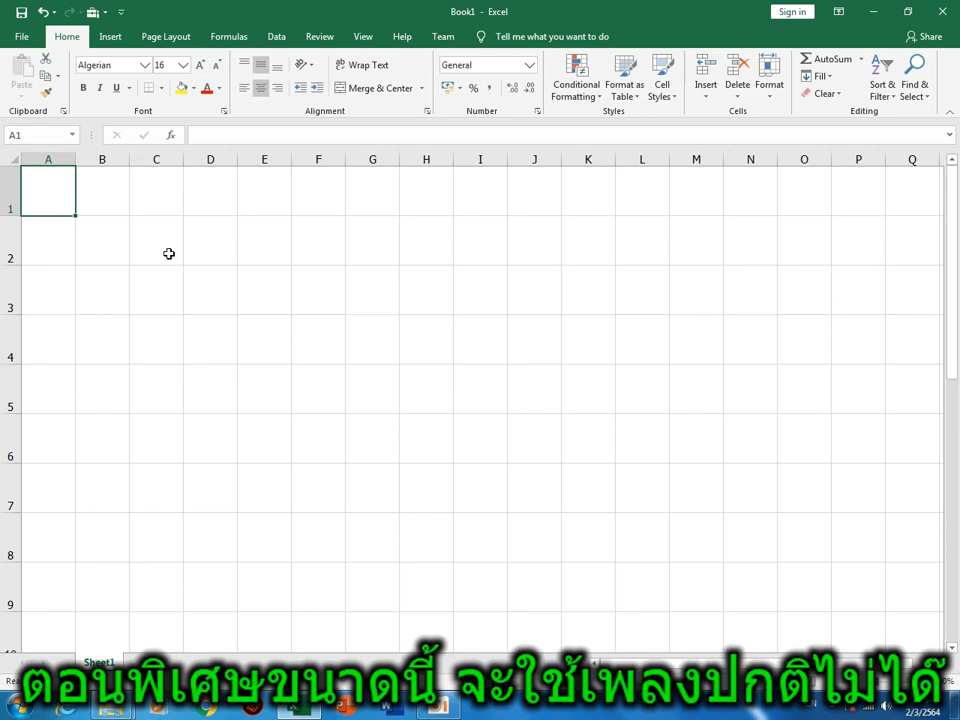 Book1 - Excel
Sign in
File Home Insert Page Layout Formulas Data Review View Help Team Tell me what you want to do Share
Algerian 16 Wrap Text General AutoSum
Paste B I U Merge & Center % Conditional Formatting Format as Table Cell Styles Insert Delete Format Fill Clear Sort & Filter Find & Select
Clipboard Font Alignment Number Styles Cells Editing
A1 fx
A B C D E F G H I J K L M N O P Q
1
2
3
4
5
6
7
8
9
Sheet1
ตอนพิเศษขนาดนี้ จะใช้เพลงปกติไม่ได้
2/3/2564